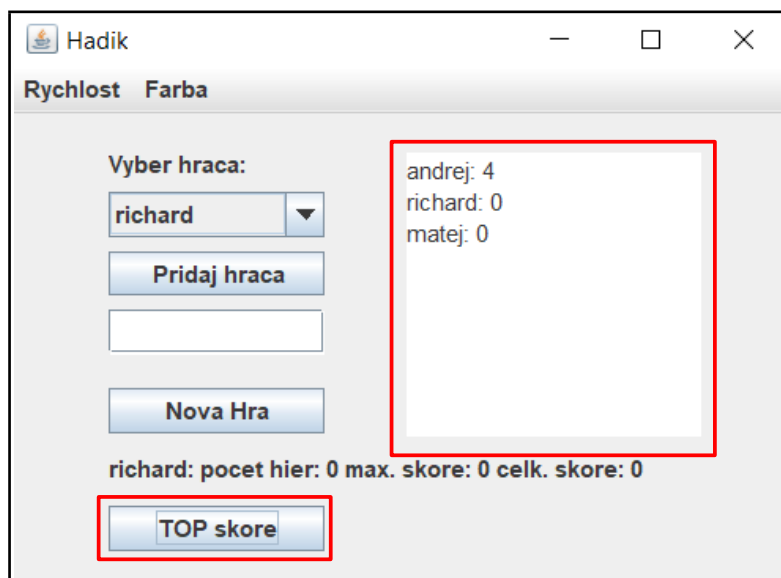 Hadik
Rychlost Farba
Vyber hraca:
richard
Pridaj hraca
Nova Hra
andrej: 4
richard: 0
matej: 0
richard: pocet hier: 0 max. skore: 0 celk. skore: 0
TOP skore